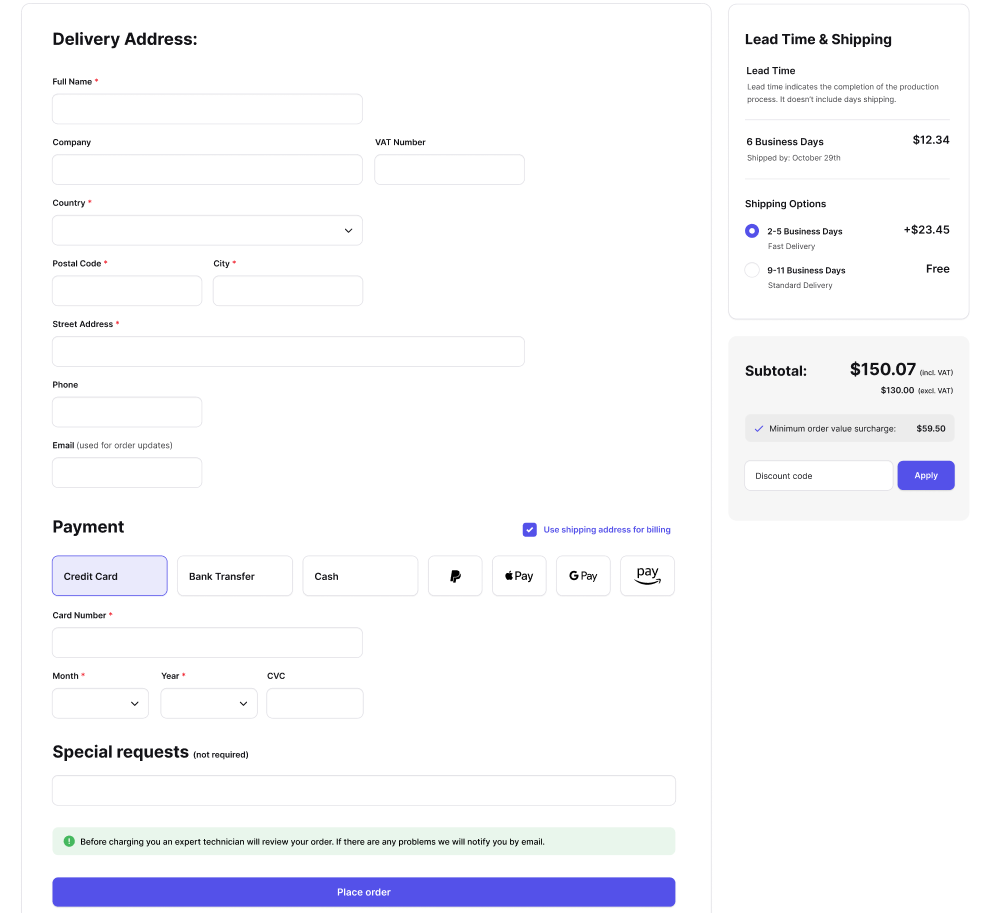 Delivery Address:
Full Name *
Company
VAT Number
Country *
Postal Code *
City *
Street Address *
Phone
Email (used for order updates)
Payment
Use shipping address for billing
Credit Card
Bank Transfer
Cash
Pay
G Pay
pay
Card Number *
Month *
Year *
CVC
Special requests (not required)
Before charging you an expert technician will review your order. If there are any problems we will notify you by email.
Place order
Lead Time & Shipping
Lead Time
Lead time indicates the completion of the production
process. It doesn't include days shipping.
6 Business Days
$12.34
Shipped by: October 29th
Shipping Options
2-5 Business Days
+$23.45
Fast Delivery
9-11 Business Days
Free
Standard Delivery
Subtotal:
$150.07 (incl. VAT)
$130.00 (excl. VAT)
Minimum order value surcharge:
$59.50
Discount code
Apply